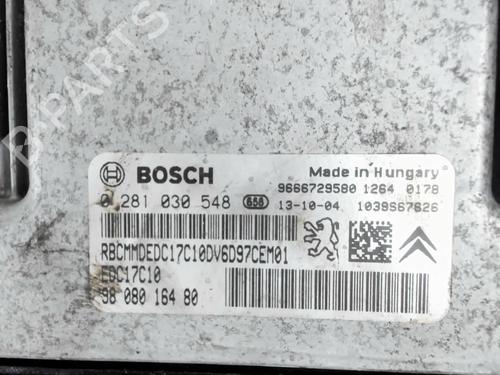 BOSCH
Made in Hungary
9666729580 1264 0178
0 281 030 548 658 13-10-04 1039S67626
RBCMMDEDC17C10DV6D97CEM01
EDC17C10
98 080 164 80